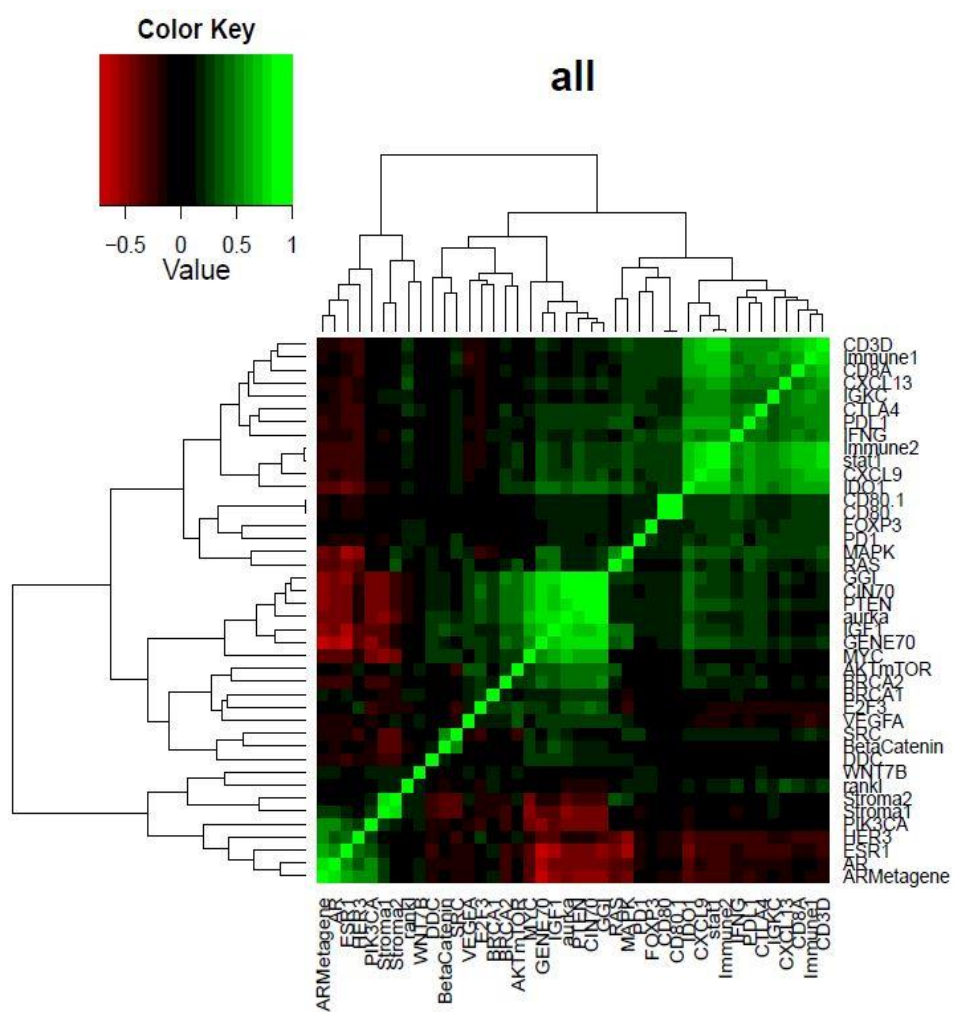 Color Key
all
−0.5 0 0.5 1
Value
CD3D
Immune1
CD8A
CXCL13
IGKC
CTLA4
PDL1
IFNG
Immune2
stat1
CXCL9
IDO1
CD80.1
CD80
FOXP3
PD1
MAPK
RAS
GGI
CIN70
PTEN
aurka
IGF1
GENE70
MYC
AKTmTOR
BRCA2
BRCA1
E2F3
VEGFA
SRC
BetaCatenin
DDC
WNT7B
rankl
Stroma2
Stroma1
PIK3CA
HER3
ESR1
AR
ARMetagene
ARMetagene
AR
ESR1
HER3
PIK3CA
Stroma1
Stroma2
rankl
WNT7B
DDC
BetaCatenin
SRC
VEGFA
E2F3
BRCA1
BRCA2
AKTmTOR
MYC
GENE70
IGF1
aurka
PTEN
CIN70
GGI
RAS
MAPK
PD1
FOXP3
CD80
CD80.1
IDO1
CXCL9
stat1
Immune2
IFNG
PDL1
CTLA4
IGKC
CXCL13
CD8A
Immune1
CD3D